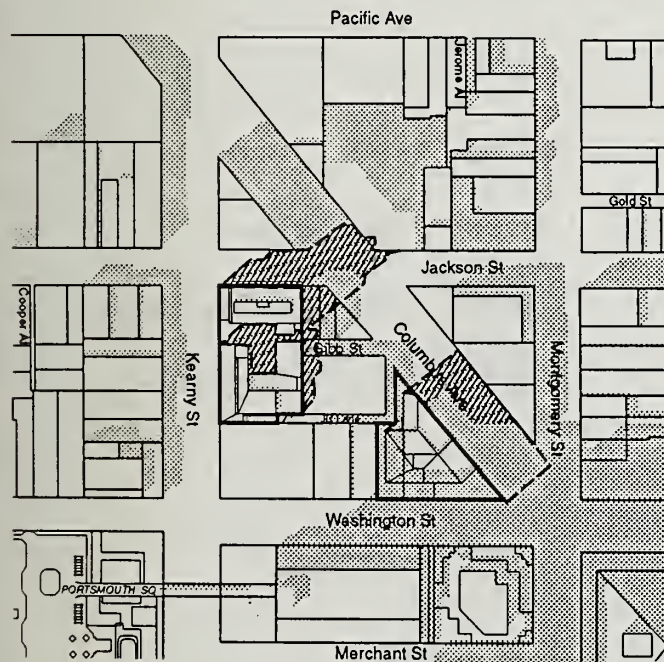 Pacific Ave
Jerome Al
Gold St
Jackson St
Cooper Al
Kearny St
Gibb St
Columbus Ave
Montgomery St
Washington St
PORTSMOUTH SQ
Merchant St